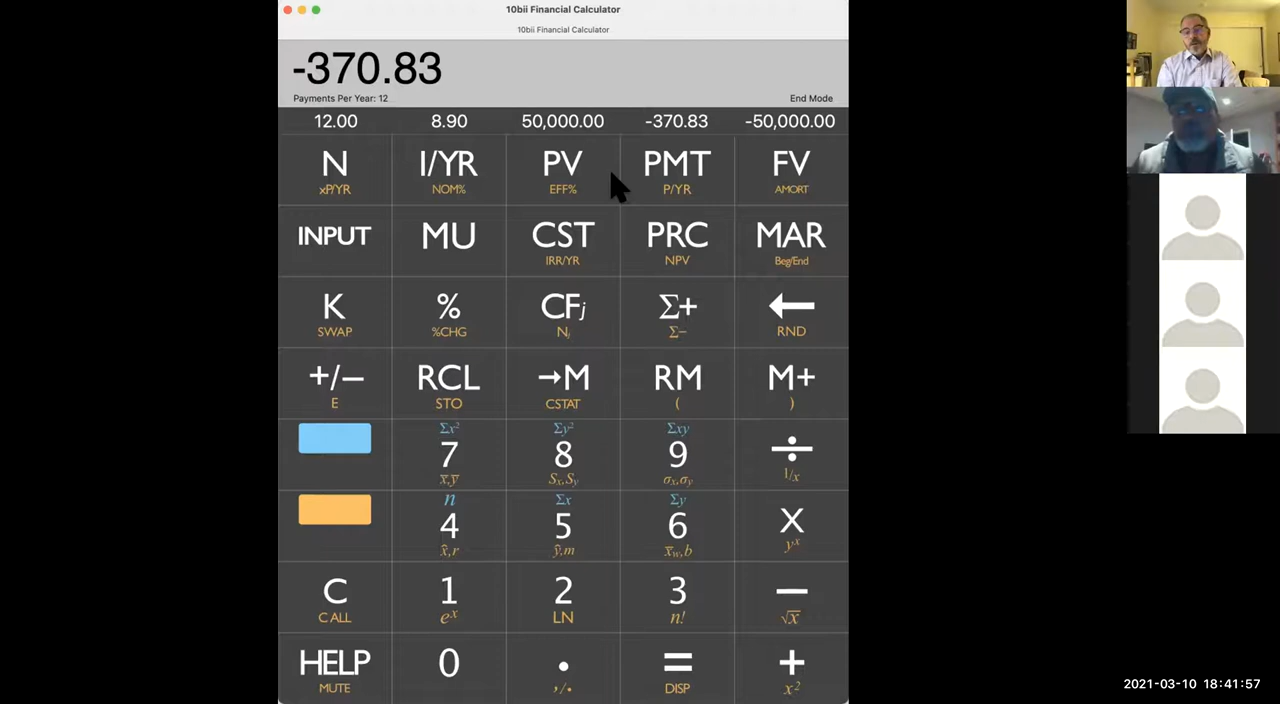 10bii Financial Calculator
10bii Financial Calculator
-370.83
Payments Per Year: 12 End Mode
12.00 8.90 50,000.00 -370.83 -50,000.00
N I/YR PV PMT FV
xP/YR NOM% EFF% P/YR AMORT
INPUT MU CST PRC MAR
IRR/YR NPV Beg/End
K % CFj Σ+ ←
SWAP %CHG Nj Σ− RND
+/− RCL →M RM M+
E STO CSTAT ( )
Σx² Σy² Σxy
7 8 9 ÷
x̅,y̅ Sx,Sy σx,σy 1/x
n Σx Σy
4 5 6 X
x̂,r ŷ,m x̅w,b yˣ
C 1 2 3 −
C ALL eˣ LN n! √x
HELP 0 . = +
MUTE ,/. DISP x²
2021-03-10 18:41:57